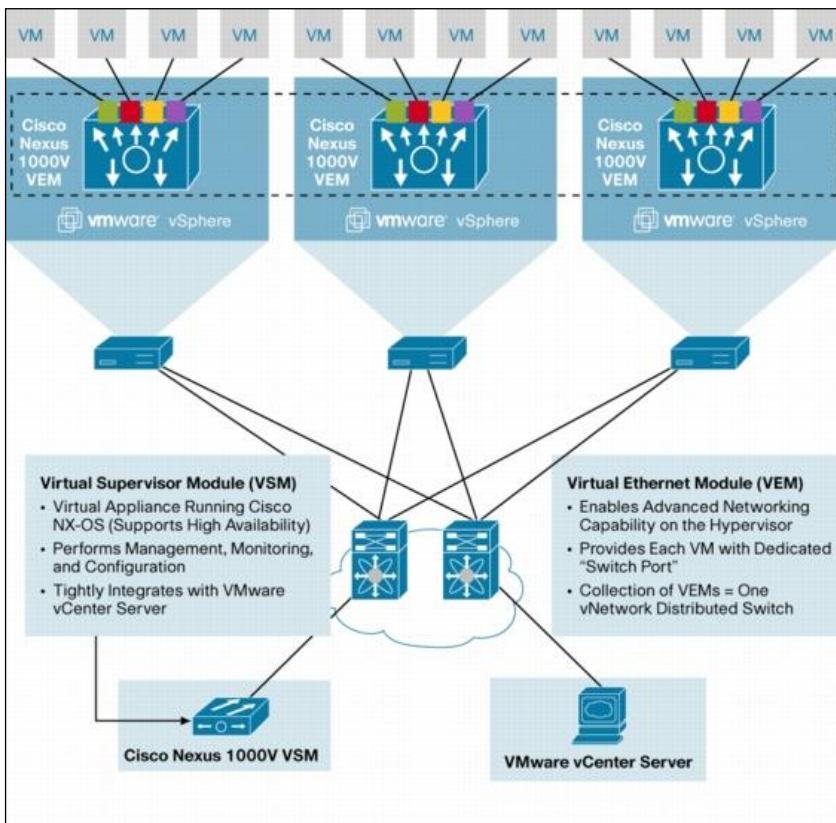 VM VM VM VM VM VM VM VM VM VM VM VM
Cisco
Nexus
1000V
VEM
Cisco
Nexus
1000V
VEM
Cisco
Nexus
1000V
VEM
vmware vSphere
vmware vSphere
vmware vSphere
Virtual Supervisor Module (VSM)
• Virtual Appliance Running Cisco
NX-OS (Supports High Availability)
• Performs Management, Monitoring,
and Configuration
• Tightly Integrates with VMware
vCenter Server
Virtual Ethernet Module (VEM)
• Enables Advanced Networking
Capability on the Hypervisor
• Provides Each VM with Dedicated
“Switch Port”
• Collection of VEMs = One
vNetwork Distributed Switch
Cisco Nexus 1000V VSM
VMware vCenter Server